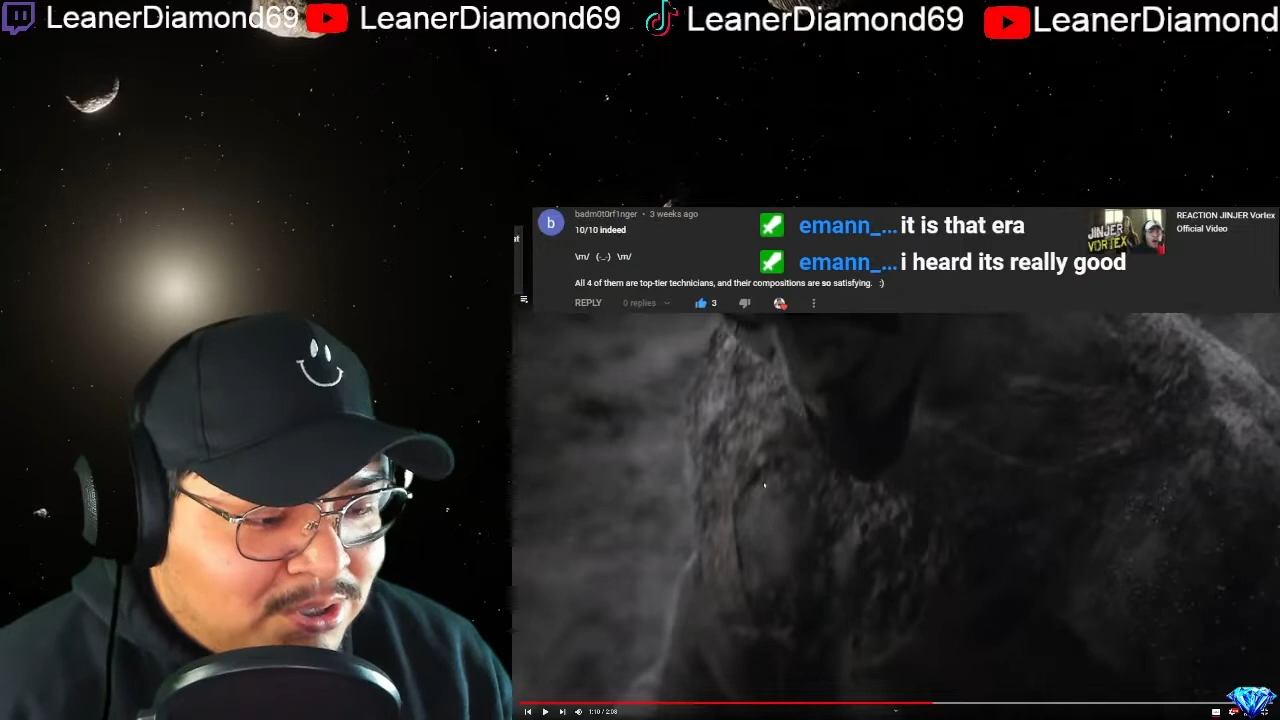 LeanerDiamond69 LeanerDiamond69 LeanerDiamond69 LeanerDiamond
badm0t0rf1nger • 3 weeks ago
10/10 indeed
\m/ (-_-) \m/
All 4 of them are top-tier technicians, and their compositions are so satisfying. :)
REPLY 0 replies 3
b
at
emann_... it is that era
emann_... i heard its really good
JINJER
VORTEX
REACTION JINJER Vortex
Official Video
1:10 / 2:08